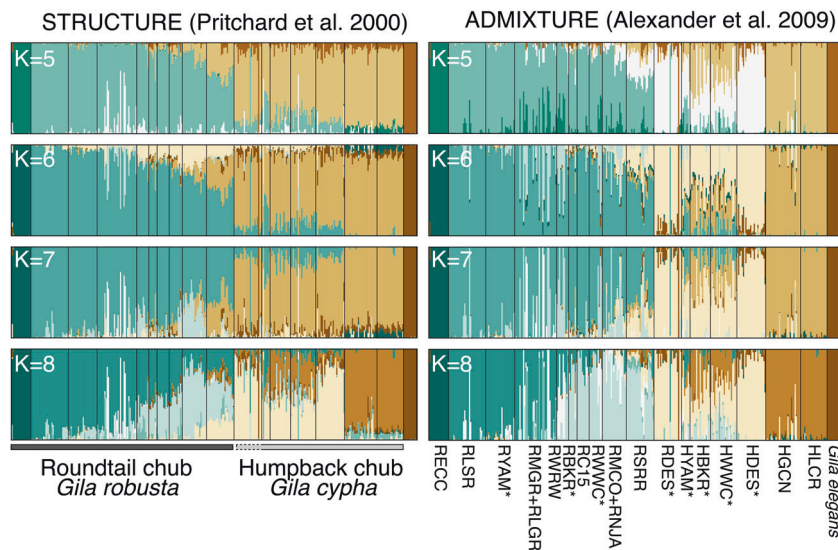 STRUCTURE (Pritchard et al. 2000)
ADMIXTURE (Alexander et al. 2009)
K=5
K=5
K=6
K=6
K=7
K=7
K=8
K=8
Roundtail chub
Gila robusta
Humpback chub
Gila cypha
RECC
RLSR
RYAM*
RMGR+RLGR
RWRW
RBKR*
RC15
RWWC*
RMCO+RNJA
RSRR
RDES*
HYAM*
HBKR*
HWWC*
HDES*
HGCN
HLCR
Gila elegans